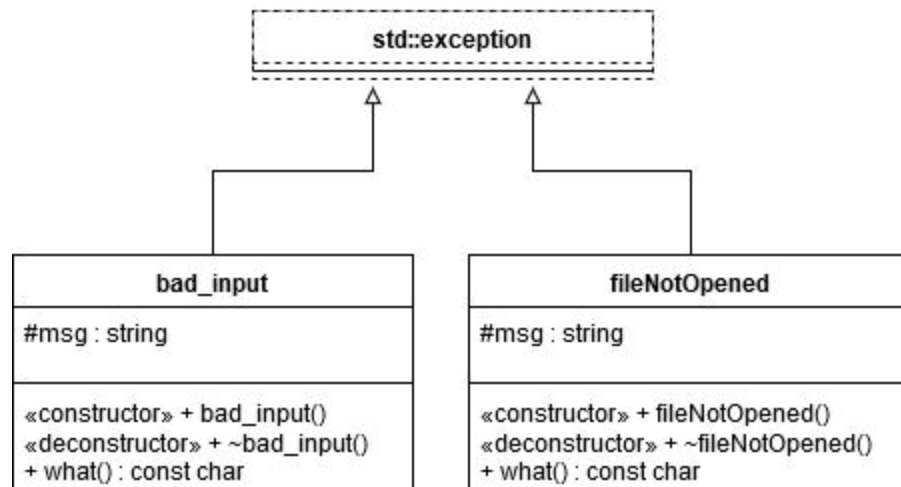 std::exception
bad_input
#msg : string
«constructor» + bad_input()
«deconstructor» + ~bad_input()
+ what() : const char
fileNotOpened
#msg : string
«constructor» + fileNotOpened()
«deconstructor» + ~fileNotOpened()
+ what() : const char